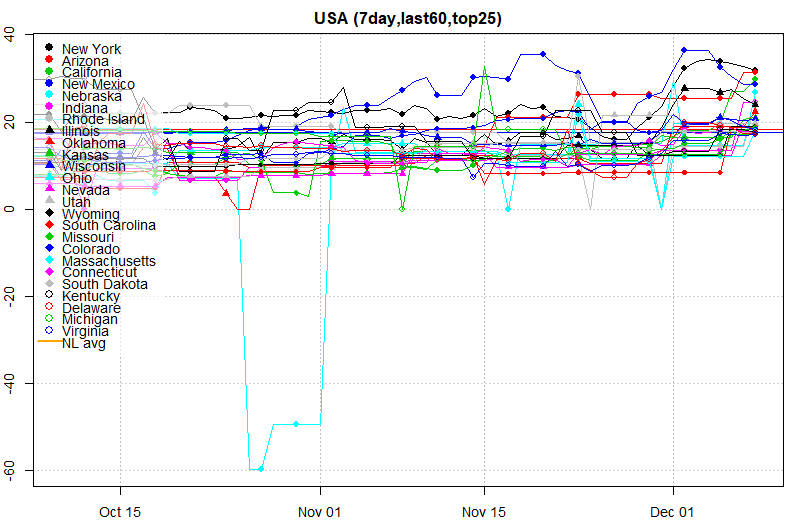 USA (7day,last60,top25)
40
20
0
-20
-40
-60
New York
Arizona
California
New Mexico
Nebraska
Indiana
Rhode Island
Illinois
Oklahoma
Kansas
Wisconsin
Ohio
Nevada
Utah
Wyoming
South Carolina
Missouri
Colorado
Massachusetts
Connecticut
South Dakota
Kentucky
Delaware
Michigan
Virginia
NL avg
Oct 15
Nov 01
Nov 15
Dec 01